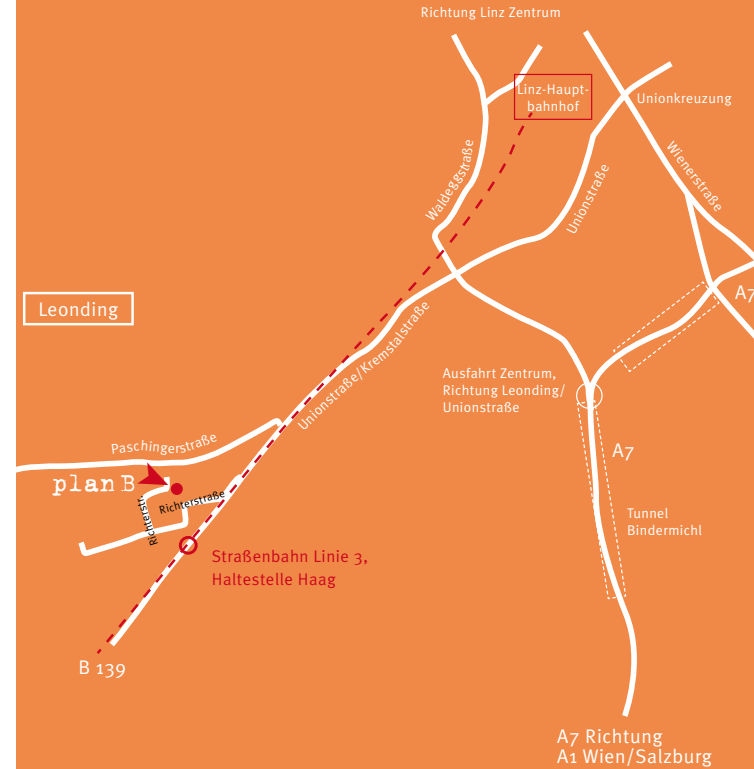 Richtung Linz Zentrum
Linz-Haupt-
bahnhof
Unionkreuzung
Waldeggstraße
Wienerstraße
Unionstraße
Leonding
A7
Unionstraße/Kremstalstraße
Ausfahrt Zentrum,
Richtung Leonding/
Unionstraße
Paschingerstraße
A7
plan B
Richterstraße
Richterstr.
Tunnel
Bindermichl
Straßenbahn Linie 3,
Haltestelle Haag
B 139
A7 Richtung
A1 Wien/Salzburg